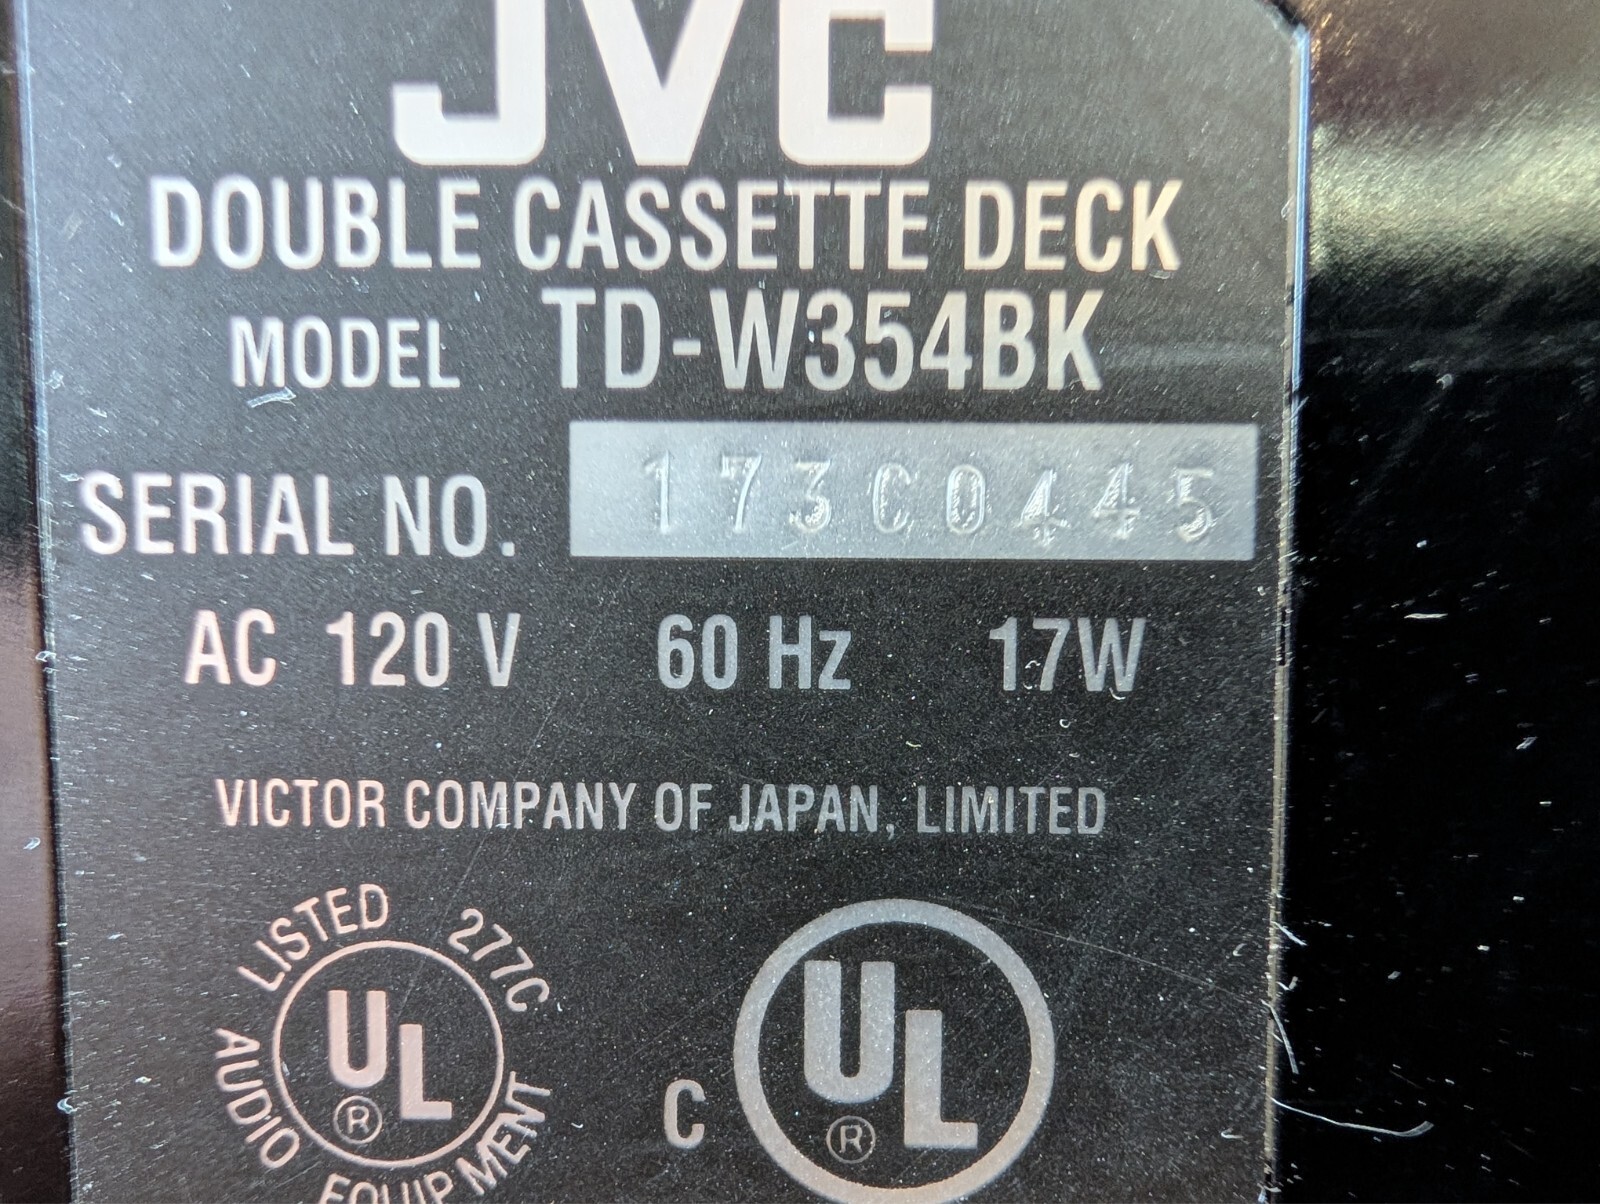 JVC
DOUBLE CASSETTE DECK
MODEL TD-W354BK
SERIAL NO. 173C0445
AC 120 V 60 Hz 17W
VICTOR COMPANY OF JAPAN, LIMITED
LISTED 277C
UL®
AUDIO EQUIPMENT
C UL®